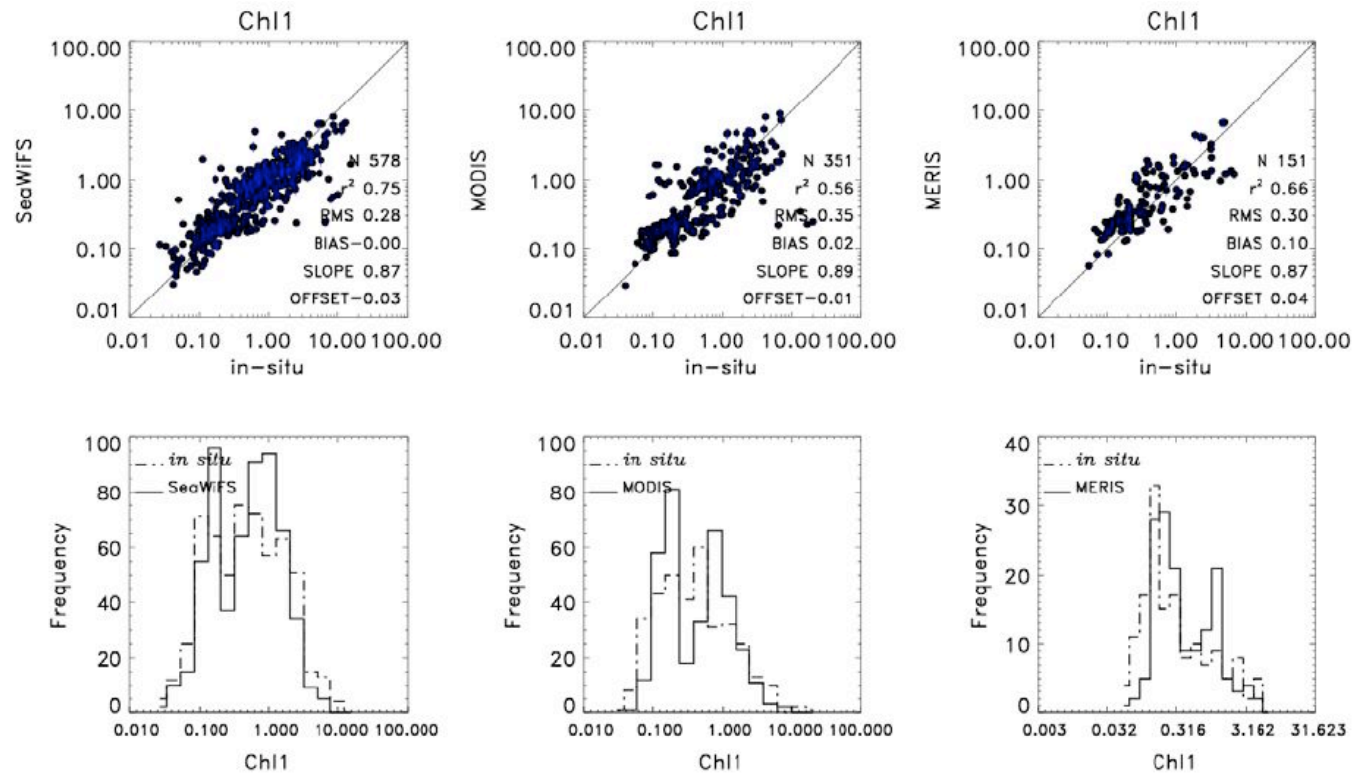 Chl1
100.00
10.00
1.00
0.10
0.01
SeaWiFS
N 578
r² 0.75
RMS 0.28
BIAS-0.00
SLOPE 0.87
OFFSET-0.03
0.01 0.10 1.00 10.00 100.00
in-situ
Chl1
100.00
10.00
1.00
0.10
0.01
MODIS
N 351
r² 0.56
RMS 0.35
BIAS 0.02
SLOPE 0.89
OFFSET-0.01
0.01 0.10 1.00 10.00 100.00
in-situ
Chl1
100.00
10.00
1.00
0.10
0.01
MERIS
N 151
r² 0.66
RMS 0.30
BIAS 0.10
SLOPE 0.87
OFFSET 0.04
0.01 0.10 1.00 10.00 100.00
in-situ
100
80
60
40
20
0
Frequency
in situ
SeaWiFS
0.010 0.100 1.000 10.000 100.000
Chl1
100
80
60
40
20
0
Frequency
in situ
MODIS
0.010 0.100 1.000 10.000 100.000
Chl1
40
30
20
10
0
Frequency
in situ
MERIS
0.003 0.032 0.316 3.162 31.623
Chl1